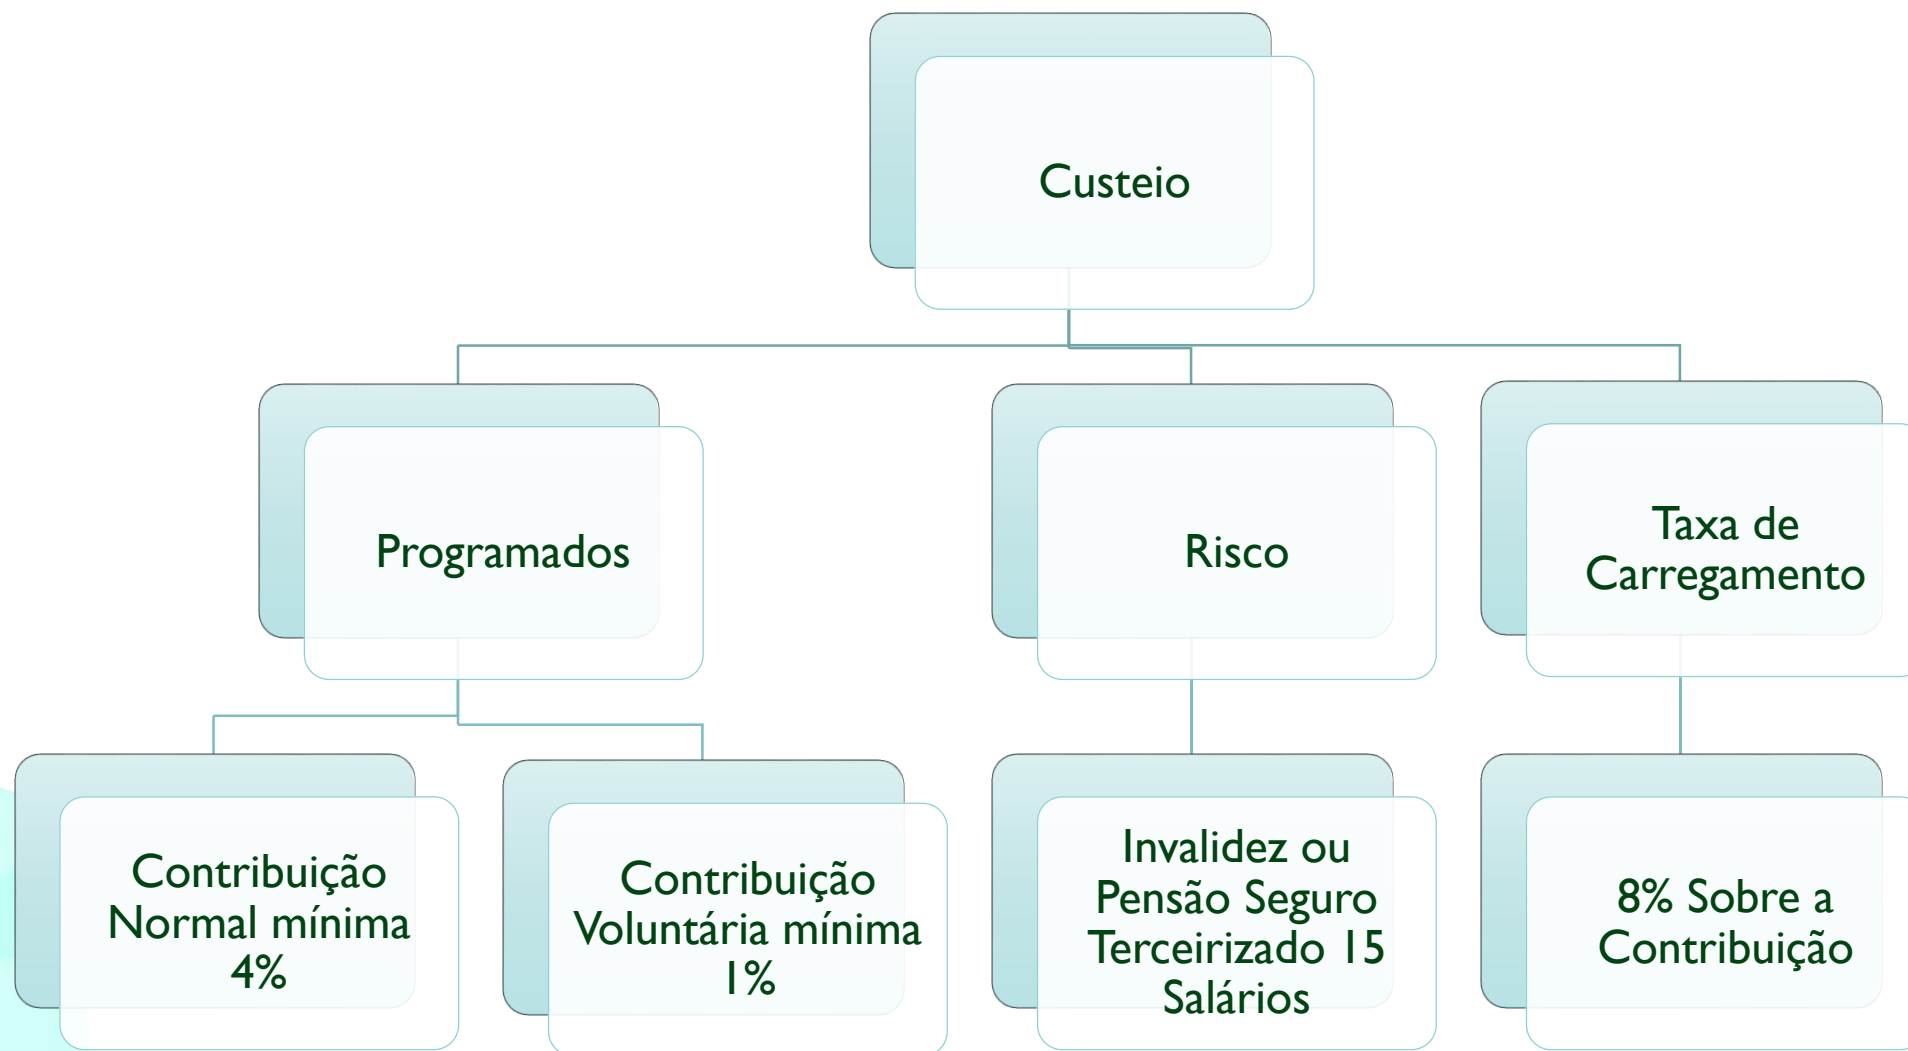 Custeio
Programados
Risco
Taxa de
Carregamento
Contribuição
Normal mínima
4%
Contribuição
Voluntária mínima
1%
Invalidez ou
Pensão Seguro
Terceirizado 15
Salários
8% Sobre a
Contribuição